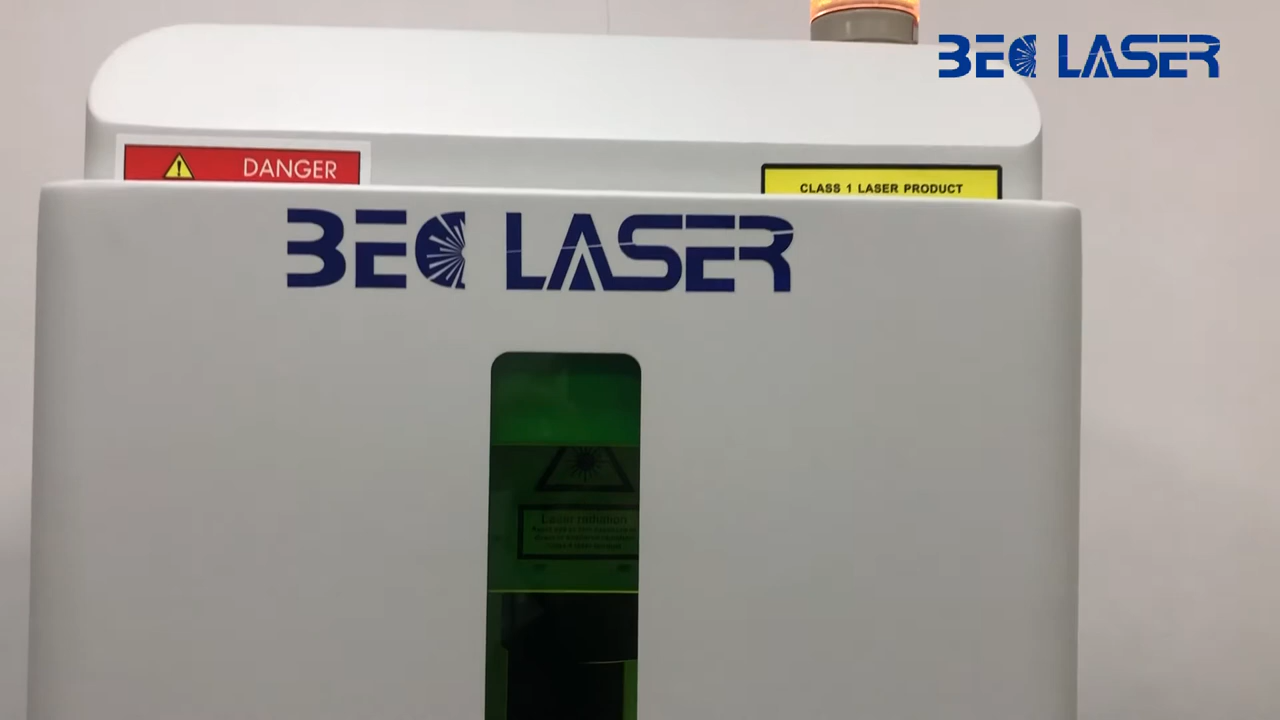 BEC LASER
DANGER
CLASS 1 LASER PRODUCT
BEC LASER
Laser radiation